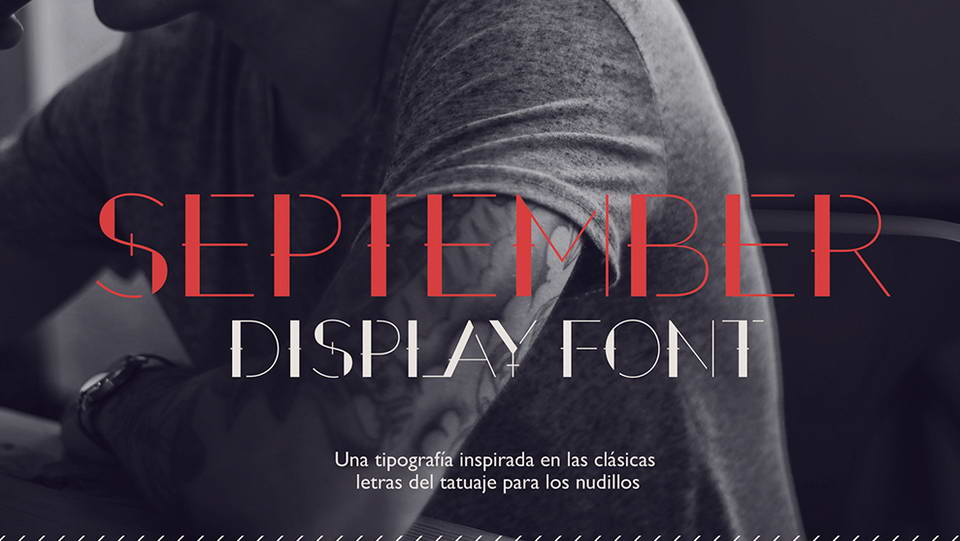 SEPTEMBER
DISPLAY FONT
Una tipografía inspirada en las clásicas
letras del tatuaje para los nudillos